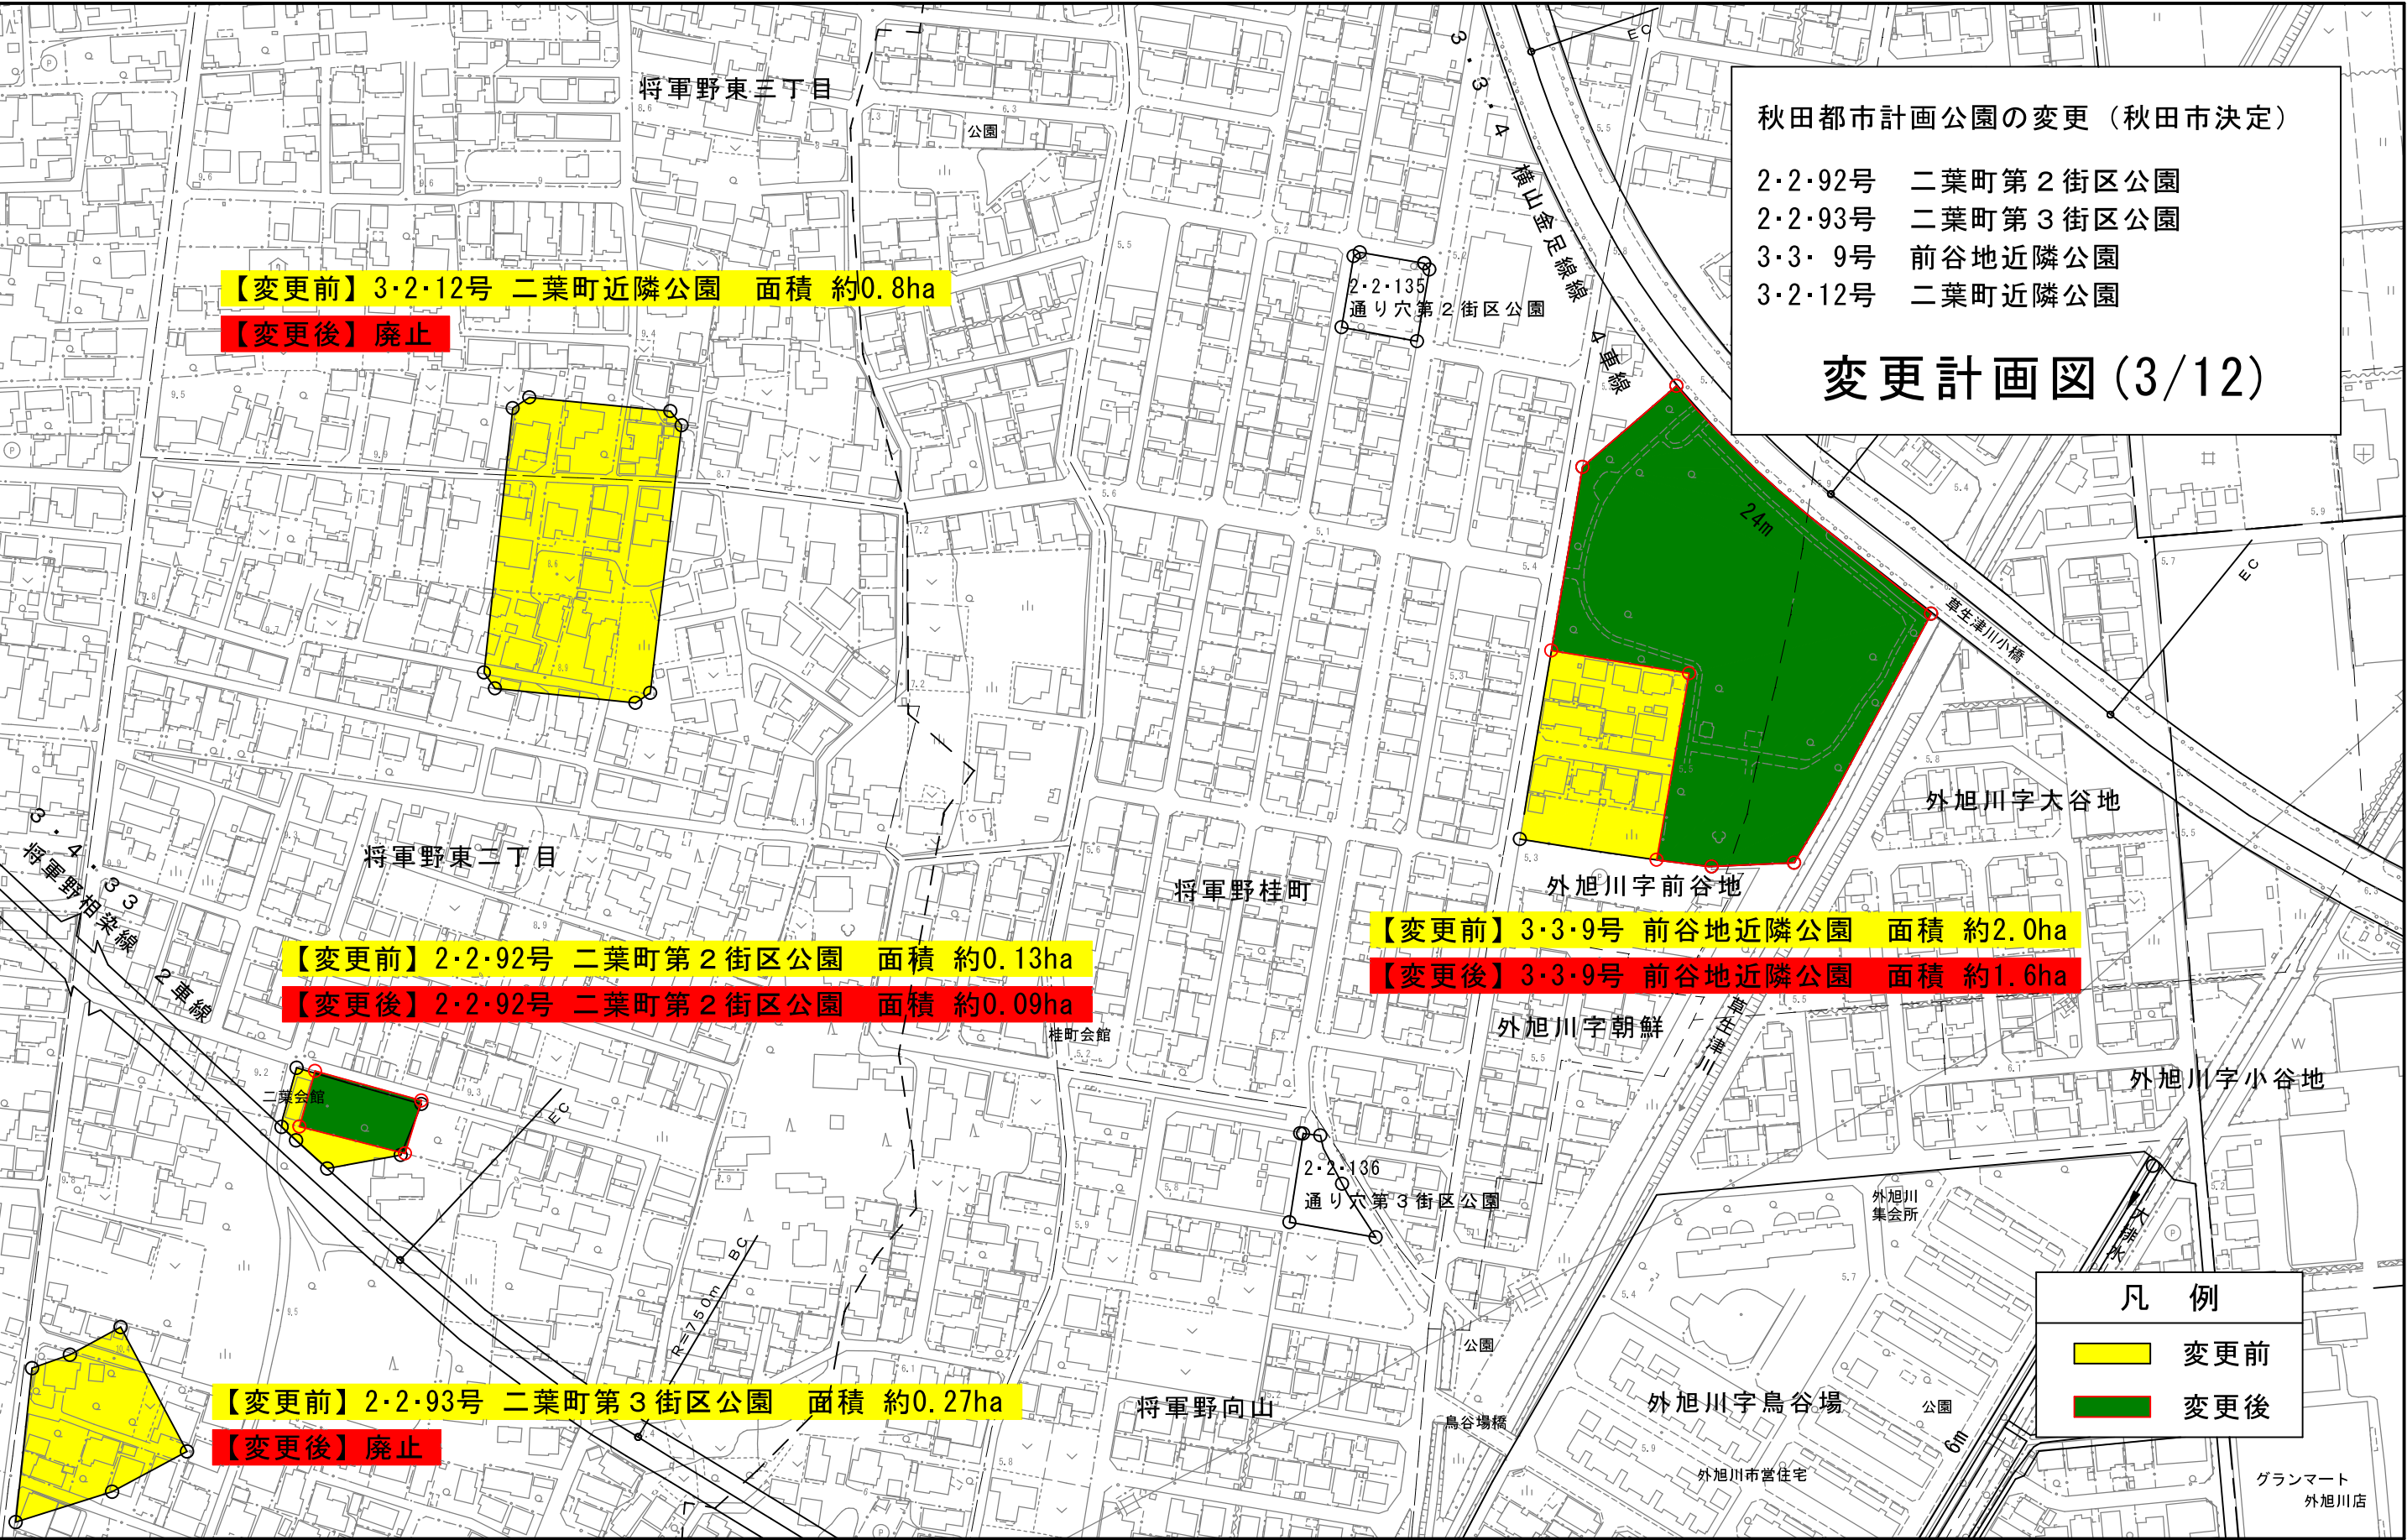 秋田都市計画公園の変更（秋田市決定）
2・2・92号　二葉町第２街区公園
2・2・93号　二葉町第３街区公園
3・3・ 9号　前谷地近隣公園
3・2・12号　二葉町近隣公園
変更計画図(3/12)
将軍野東三丁目
公園
3・3・4 横山金足線 4車線
EC
【変更前】3・2・12号 二葉町近隣公園　面積 約0.8ha
【変更後】廃止
2・2・135
通り穴第２街区公園
24m
草生津川小橋
EC
外旭川字大谷地
3・4・33
将軍野相染線
2車線
将軍野東二丁目
将軍野桂町
外旭川字前谷地
【変更前】3・3・9号 前谷地近隣公園　面積 約2.0ha
【変更後】3・3・9号 前谷地近隣公園　面積 約1.6ha
【変更前】2・2・92号 二葉町第２街区公園　面積 約0.13ha
【変更後】2・2・92号 二葉町第２街区公園　面積 約0.09ha
桂町会館
外旭川字朝鮮
草生津川
外旭川字小谷地
二葉会館
EC
2・2・136
通り穴第３街区公園
外旭川
集会所
R=750m BC
公園
【変更前】2・2・93号 二葉町第３街区公園　面積 約0.27ha
【変更後】廃止
将軍野向山
鳥谷場橋
外旭川字鳥谷場
公園
外旭川市営住宅
6m
凡　例
変更前
変更後
グランマート
外旭川店